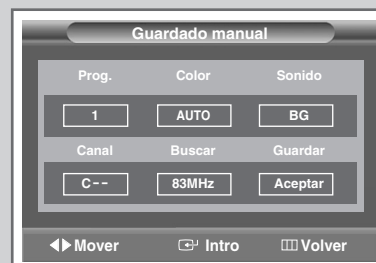 Guardado manual
Prog. Color Sonido
1 AUTO BG
Canal Buscar Guardar
C-- 83MHz Aceptar
Mover Intro Volver